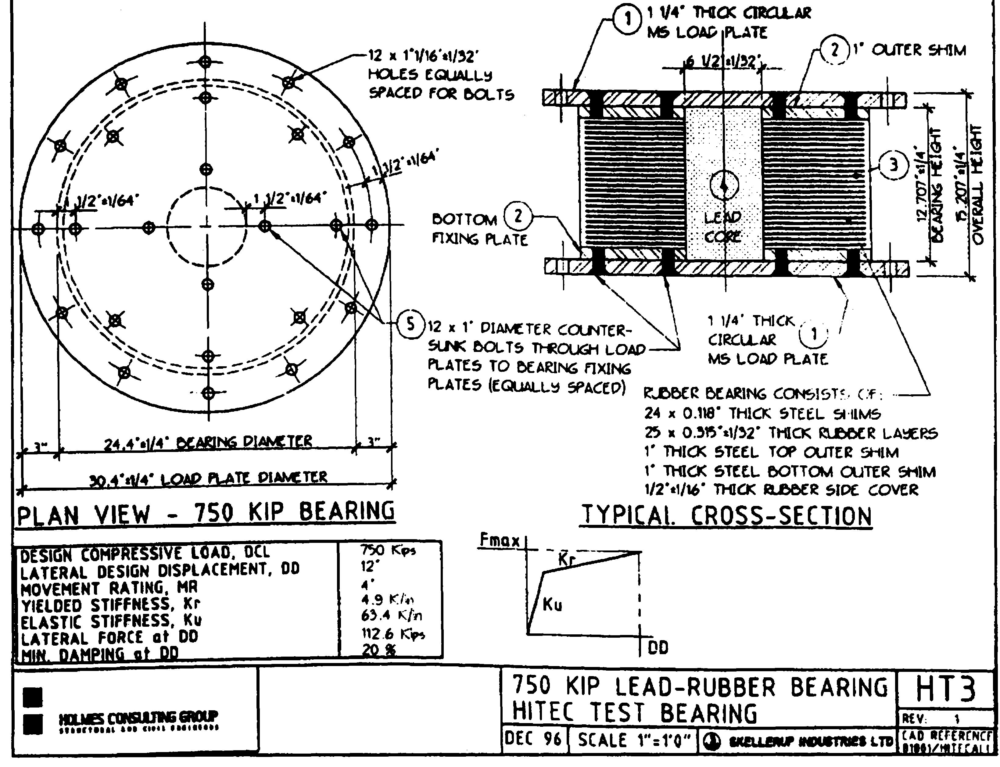 12 x 1"1/16"±1/32"
HOLES EQUALLY
SPACED FOR BOLTS
1/2"±1/64"
1 1/2"±1/64"
1 1/2"±1/64"
5
12 x 1" DIAMETER COUNTER-
SUNK BOLTS THROUGH LOAD
PLATES TO BEARING FIXING
PLATES (EQUALLY SPACED)
3"
24.4"±1/4" BEARING DIAMETER
3"
30.4"±1/4" LOAD PLATE DIAMETER
PLAN VIEW - 750 KIP BEARING
1
1 1/4" THICK CIRCULAR
MS LOAD PLATE
2
1" OUTER SHIM
6 1/2"±1/32"
3
12.707"±1/4"
BEARING HEIGHT
15.207"±1/4"
OVERALL HEIGHT
BOTTOM
FIXING PLATE
2
LEAD
CORE
1 1/4" THICK
CIRCULAR
MS LOAD PLATE
1
RUBBER BEARING CONSISTS OF:
24 x 0.118" THICK STEEL SHIMS
25 x 0.315"±1/32" THICK RUBBER LAYERS
1" THICK STEEL TOP OUTER SHIM
1" THICK STEEL BOTTOM OUTER SHIM
1/2"±1/16" THICK RUBBER SIDE COVER
TYPICAL CROSS-SECTION
DESIGN COMPRESSIVE LOAD, DCL 750 Kips
LATERAL DESIGN DISPLACEMENT, DD 12"
MOVEMENT RATING, MR 4"
YIELDED STIFFNESS, Kr 4.9 K/in
ELASTIC STIFFNESS, Ku 63.4 K/in
LATERAL FORCE at DD 112.6 Kips
MIN. DAMPING at DD 20 %
Fmax
Kr
Ku
DD
HOLMES CONSULTING GROUP
STRUCTURAL AND CIVIL ENGINEERS
750 KIP LEAD-RUBBER BEARING
HITEC TEST BEARING
HT3
REV: 1
DEC 96
SCALE 1"=1'0"
SKELLERUP INDUSTRIES LTD
CAD REFERENCE